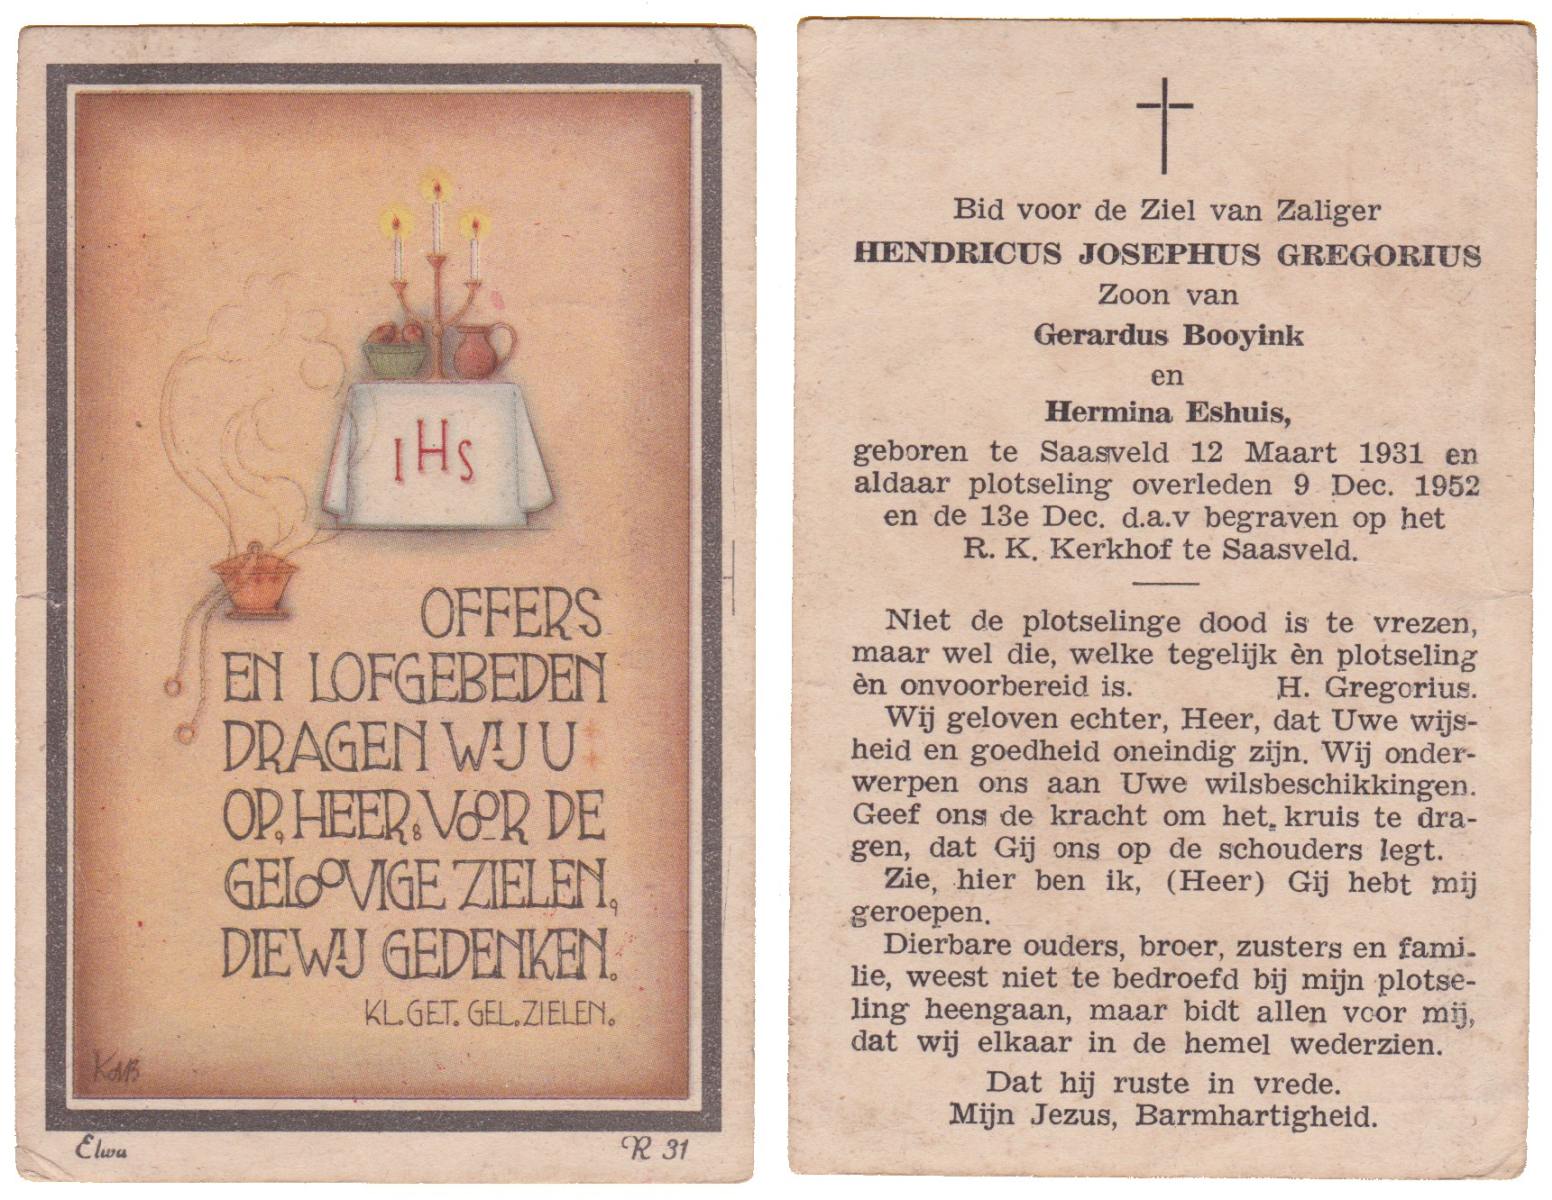 IHS
OFFERS
EN LOFGEBEDEN
DRAGEN WIJ U
OP, HEER, VOOR DE
GELOOVIGE ZIELEN,
DIE WIJ GEDENKEN.
KL. GET. GEL. ZIELEN.
Elwa R 31
Bid voor de Ziel van Zaliger
HENDRICUS JOSEPHUS GREGORIUS
Zoon van
Gerardus Booyink
en
Hermina Eshuis,
geboren te Saasveld 12 Maart 1931 en
aldaar plotseling overleden 9 Dec. 1952
en de 13e Dec. d.a.v begraven op het
R. K. Kerkhof te Saasveld.
Niet de plotselinge dood is te vrezen,
maar wel die, welke tegelijk èn plotseling
èn onvoorbereid is. H. Gregorius.
Wij geloven echter, Heer, dat Uwe wijs-
heid en goedheid oneindig zijn. Wij onder-
werpen ons aan Uwe wilsbeschikkingen.
Geef ons de kracht om het. kruis te dra-
gen, dat Gij ons op de schouders legt.
Zie, hier ben ik, (Heer) Gij hebt mij
geroepen.
Dierbare ouders, broer, zusters en fami-
lie, weest niet te bedroefd bij mijn plotse-
ling heengaan, maar bidt allen voor mij,
dat wij elkaar in de hemel wederzien.
Dat hij ruste in vrede.
Mijn Jezus, Barmhartigheid.